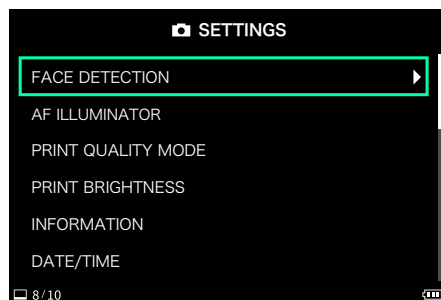 SETTINGS
FACE DETECTION
AF ILLUMINATOR
PRINT QUALITY MODE
PRINT BRIGHTNESS
INFORMATION
DATE/TIME
8/10